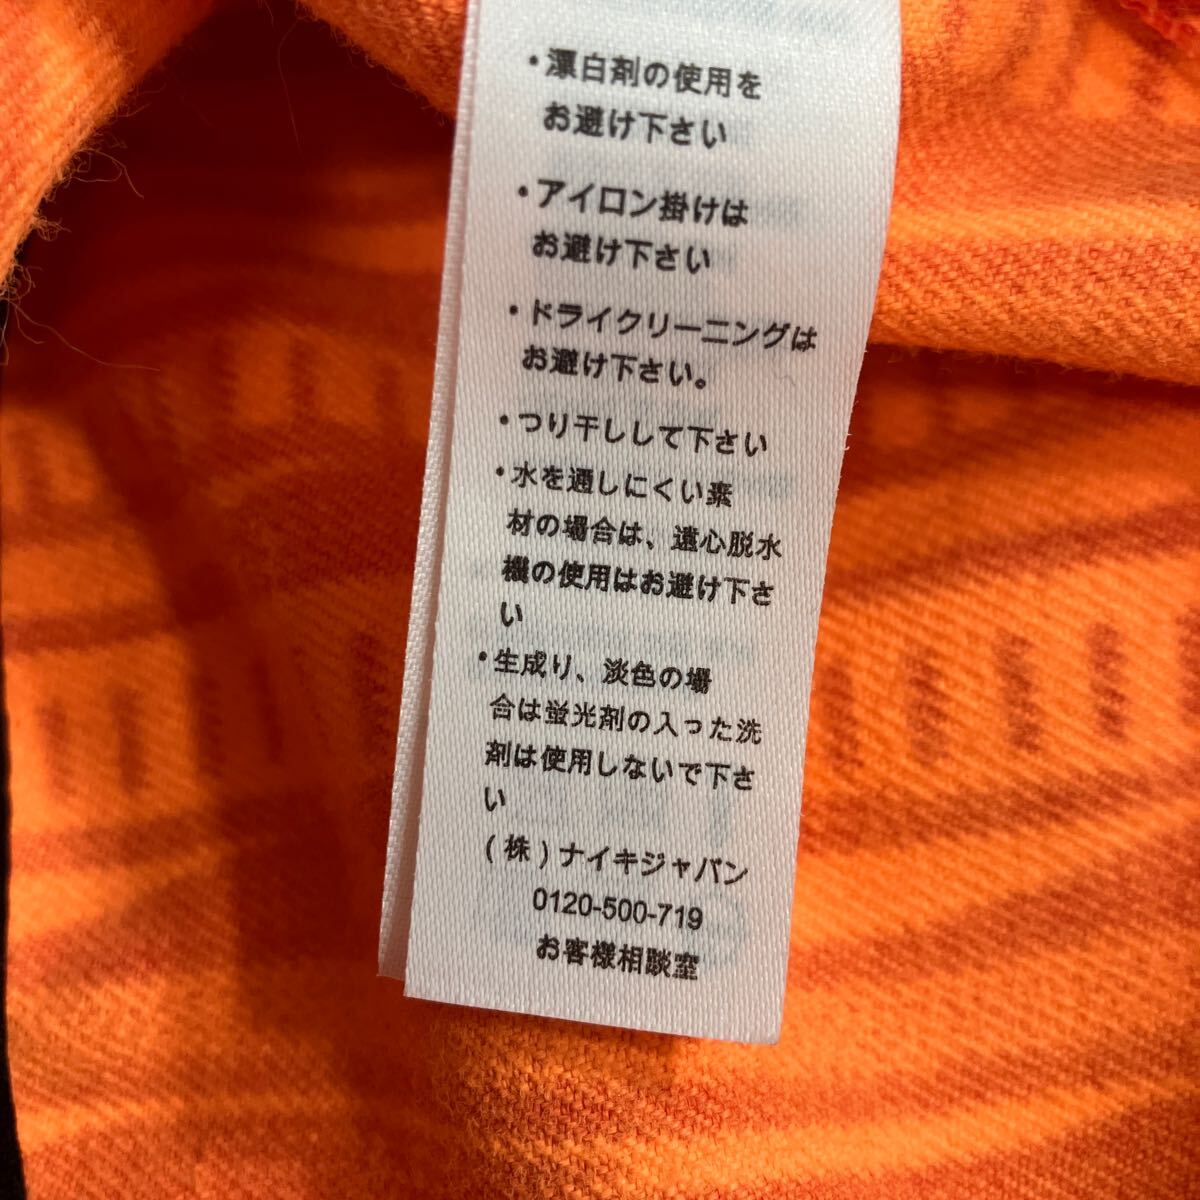 ・漂白剤の使用を
お避け下さい
・アイロン掛けは
お避け下さい
・ドライクリーニングは
お避け下さい。
・つり干しして下さい
・水を通しにくい素
材の場合は、遠心脱水
機の使用はお避け下さ
い
・生成り、淡色の場
合は蛍光剤の入った洗
剤は使用しないで下さ
い
(株)ナイキジャパン
0120-500-719
お客様相談室